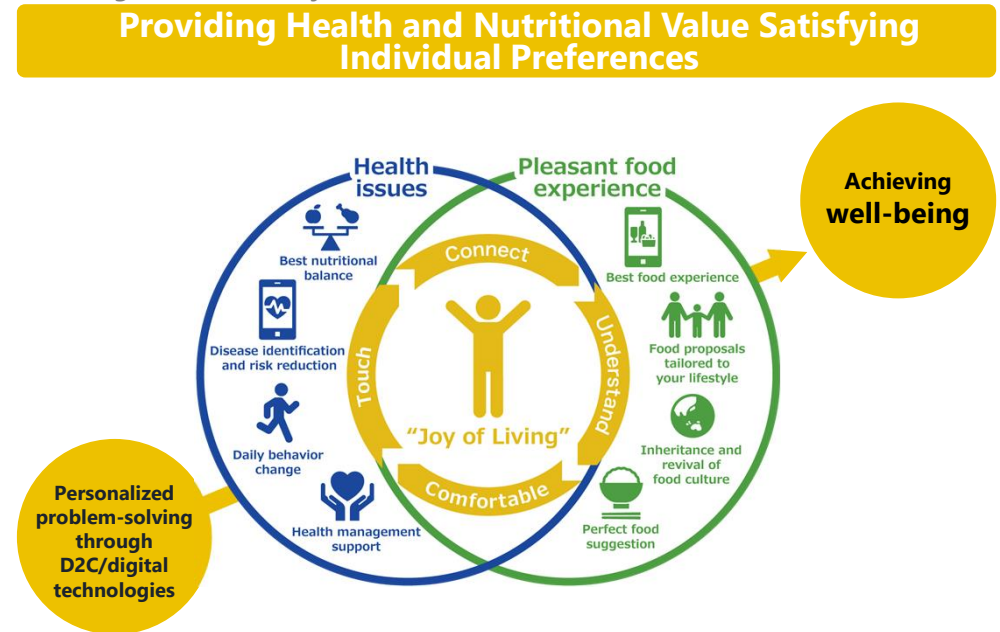 Providing Health and Nutritional Value Satisfying
Individual Preferences
Health
issues
Pleasant food
experience
Achieving
well-being
Best nutritional
balance
Disease identification
and risk reduction
Daily behavior
change
Health management
support
Connect
Understand
Comfortable
Touch
"Joy of Living"
Best food experience
Food proposals
tailored to
your lifestyle
Inheritance and
revival of
food culture
Perfect food
suggestion
Personalized
problem-solving
through
D2C/digital
technologies